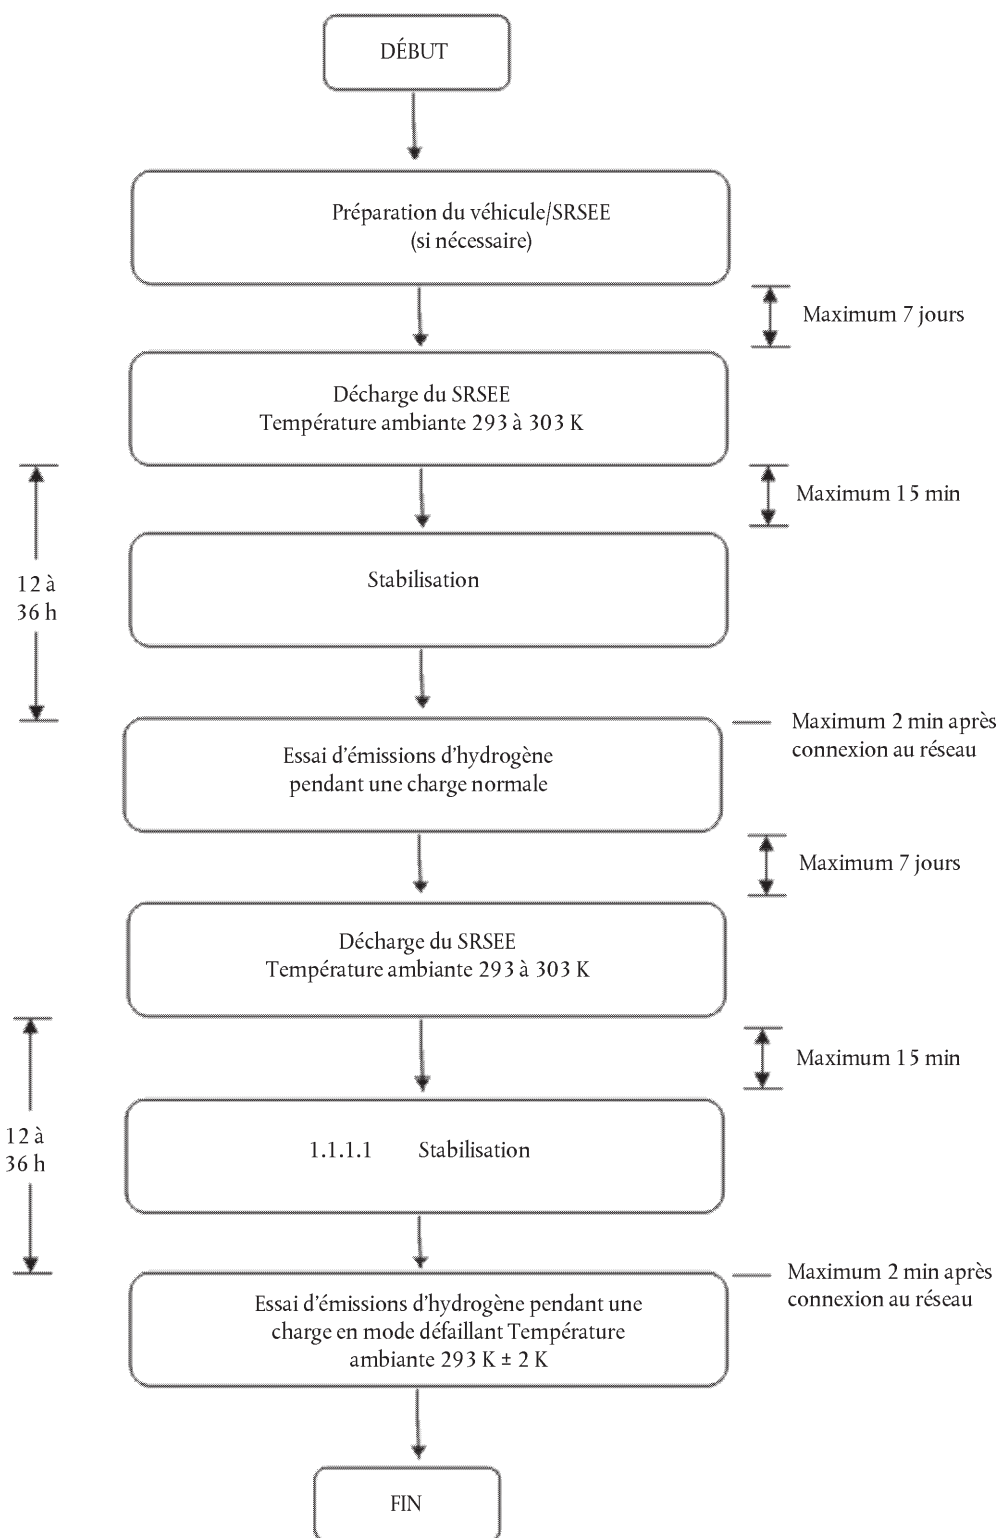 DÉBUT
Préparation du véhicule/SRSEE
(si nécessaire)
Maximum 7 jours
Décharge du SRSEE
Température ambiante 293 à 303 K
Maximum 15 min
12 à
36 h
Stabilisation
Maximum 2 min après
connexion au réseau
Essai d'émissions d'hydrogène
pendant une charge normale
Maximum 7 jours
Décharge du SRSEE
Température ambiante 293 à 303 K
Maximum 15 min
12 à
36 h
1.1.1.1 Stabilisation
Maximum 2 min après
connexion au réseau
Essai d'émissions d'hydrogène pendant une
charge en mode défaillant Température
ambiante 293 K ± 2 K
FIN